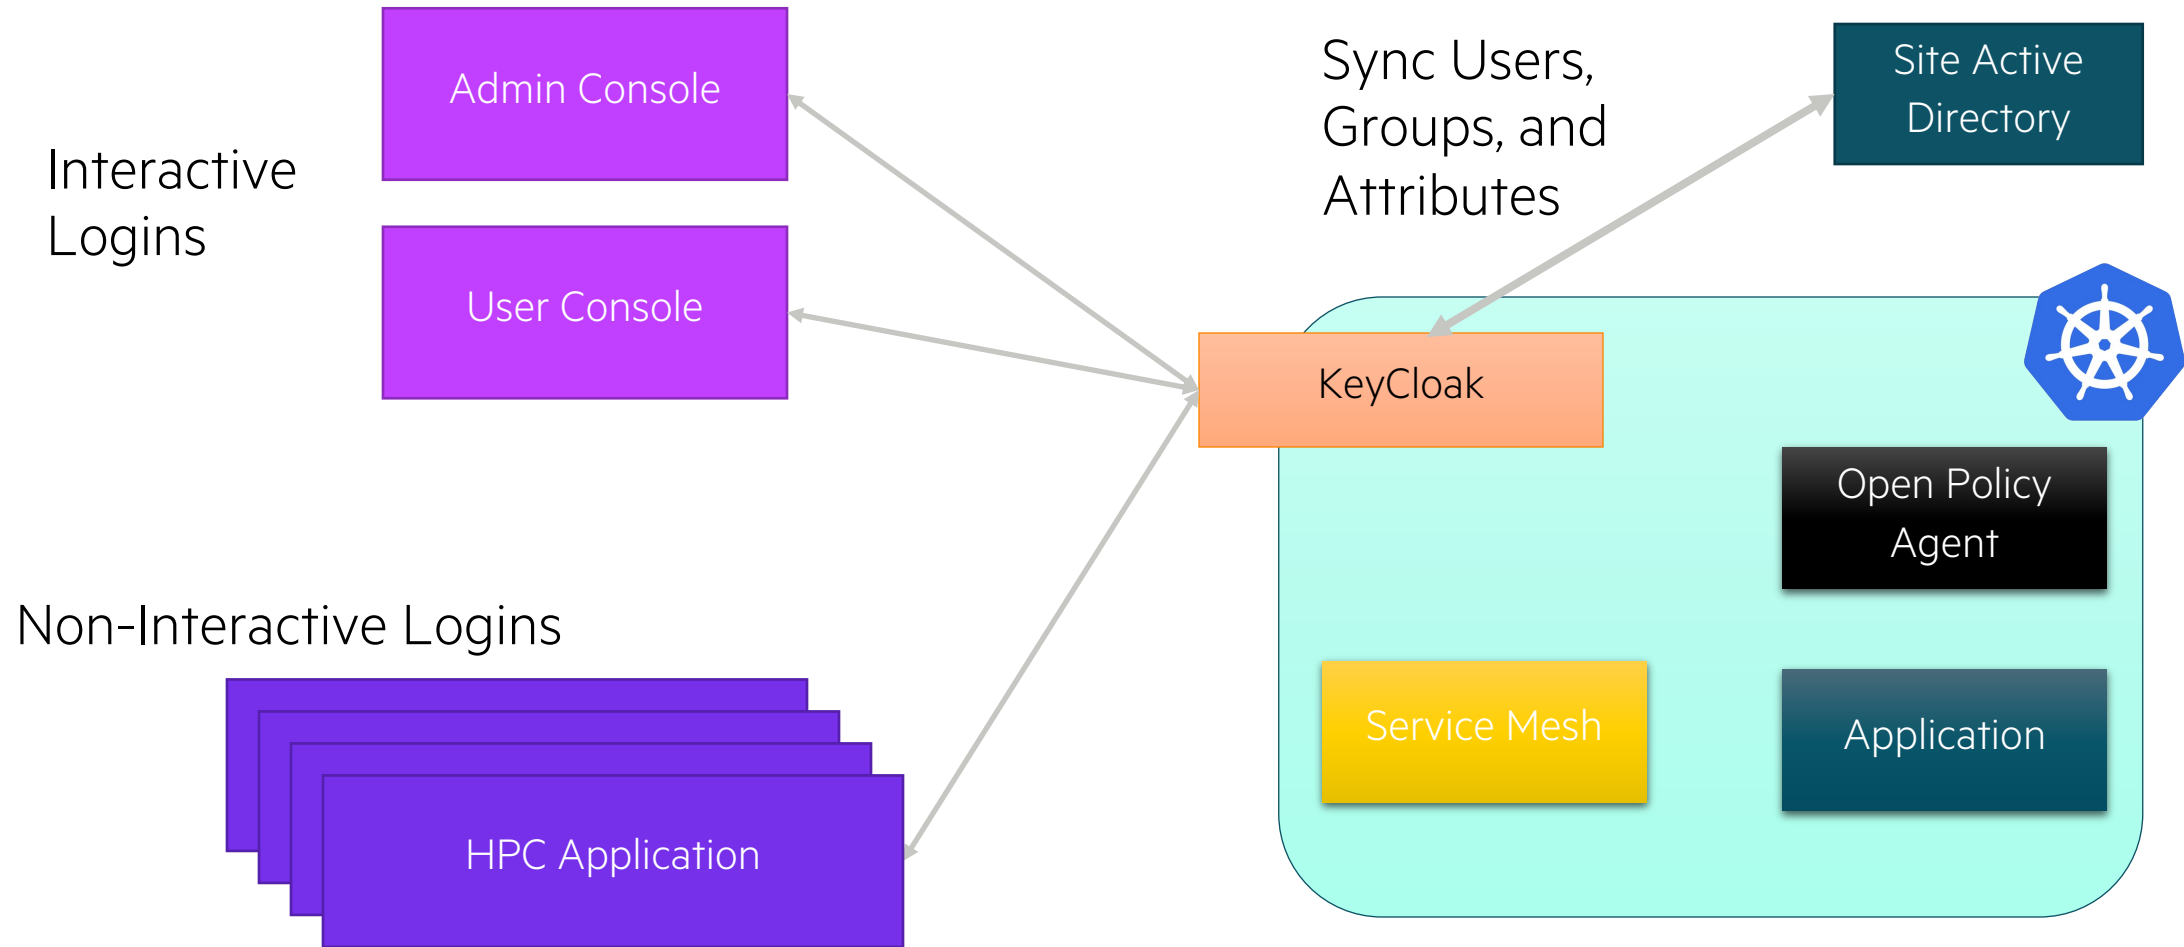 Admin Console
Interactive
Logins
User Console
Sync Users,
Groups, and
Attributes
Site Active
Directory
KeyCloak
Open Policy
Agent
Service Mesh
Application
Non-Interactive Logins
HPC Application